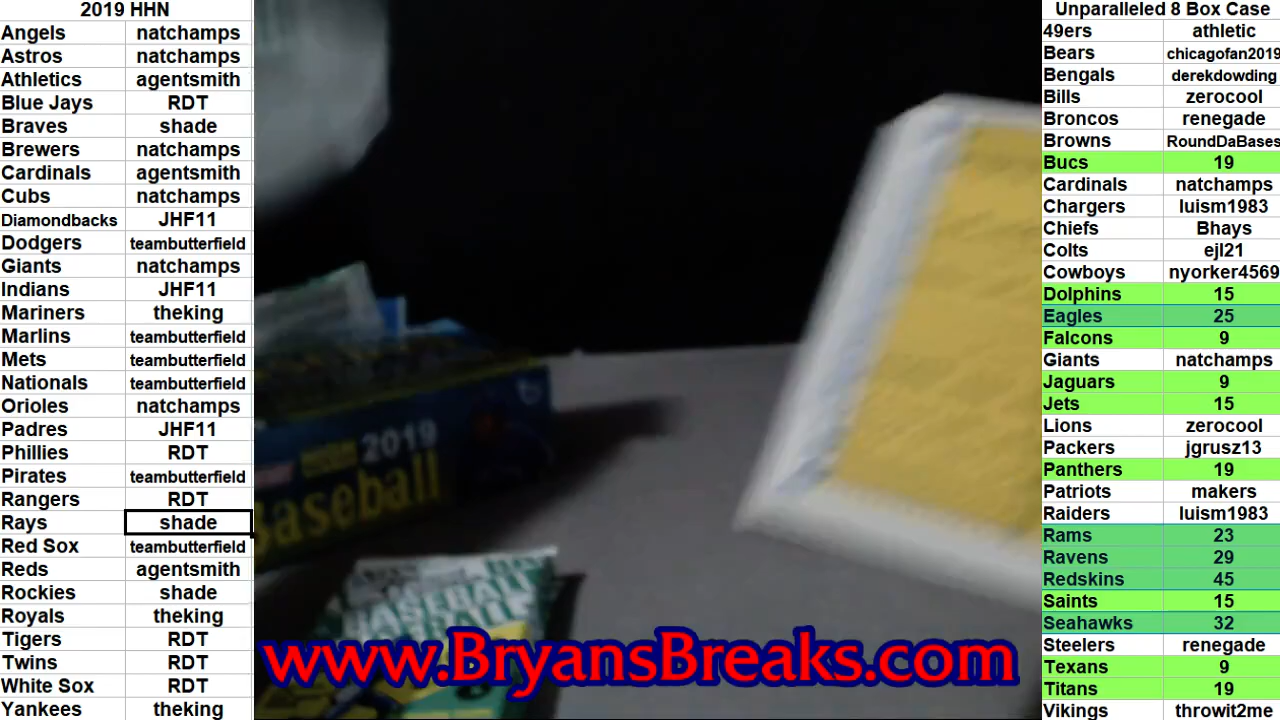 2019 HHN
Angels natchamps
Astros natchamps
Athletics agentsmith
Blue Jays RDT
Braves shade
Brewers natchamps
Cardinals agentsmith
Cubs natchamps
Diamondbacks JHF11
Dodgers teambutterfield
Giants natchamps
Indians JHF11
Mariners theking
Marlins teambutterfield
Mets teambutterfield
Nationals teambutterfield
Orioles natchamps
Padres JHF11
Phillies RDT
Pirates teambutterfield
Rangers RDT
Rays shade
Red Sox teambutterfield
Reds agentsmith
Rockies shade
Royals theking
Tigers RDT
Twins RDT
White Sox RDT
Yankees theking
2019
Baseball
BASEBALL
www.BryansBreaks.com
Unparalleled 8 Box Case
49ers athletic
Bears chicagofan2019
Bengals derekdowding
Bills zerocool
Broncos renegade
Browns RoundDaBases
Bucs 19
Cardinals natchamps
Chargers luism1983
Chiefs Bhays
Colts ejl21
Cowboys nyorker4569
Dolphins 15
Eagles 25
Falcons 9
Giants natchamps
Jaguars 9
Jets 15
Lions zerocool
Packers jgrusz13
Panthers 19
Patriots makers
Raiders luism1983
Rams 23
Ravens 29
Redskins 45
Saints 15
Seahawks 32
Steelers renegade
Texans 9
Titans 19
Vikings throwit2me